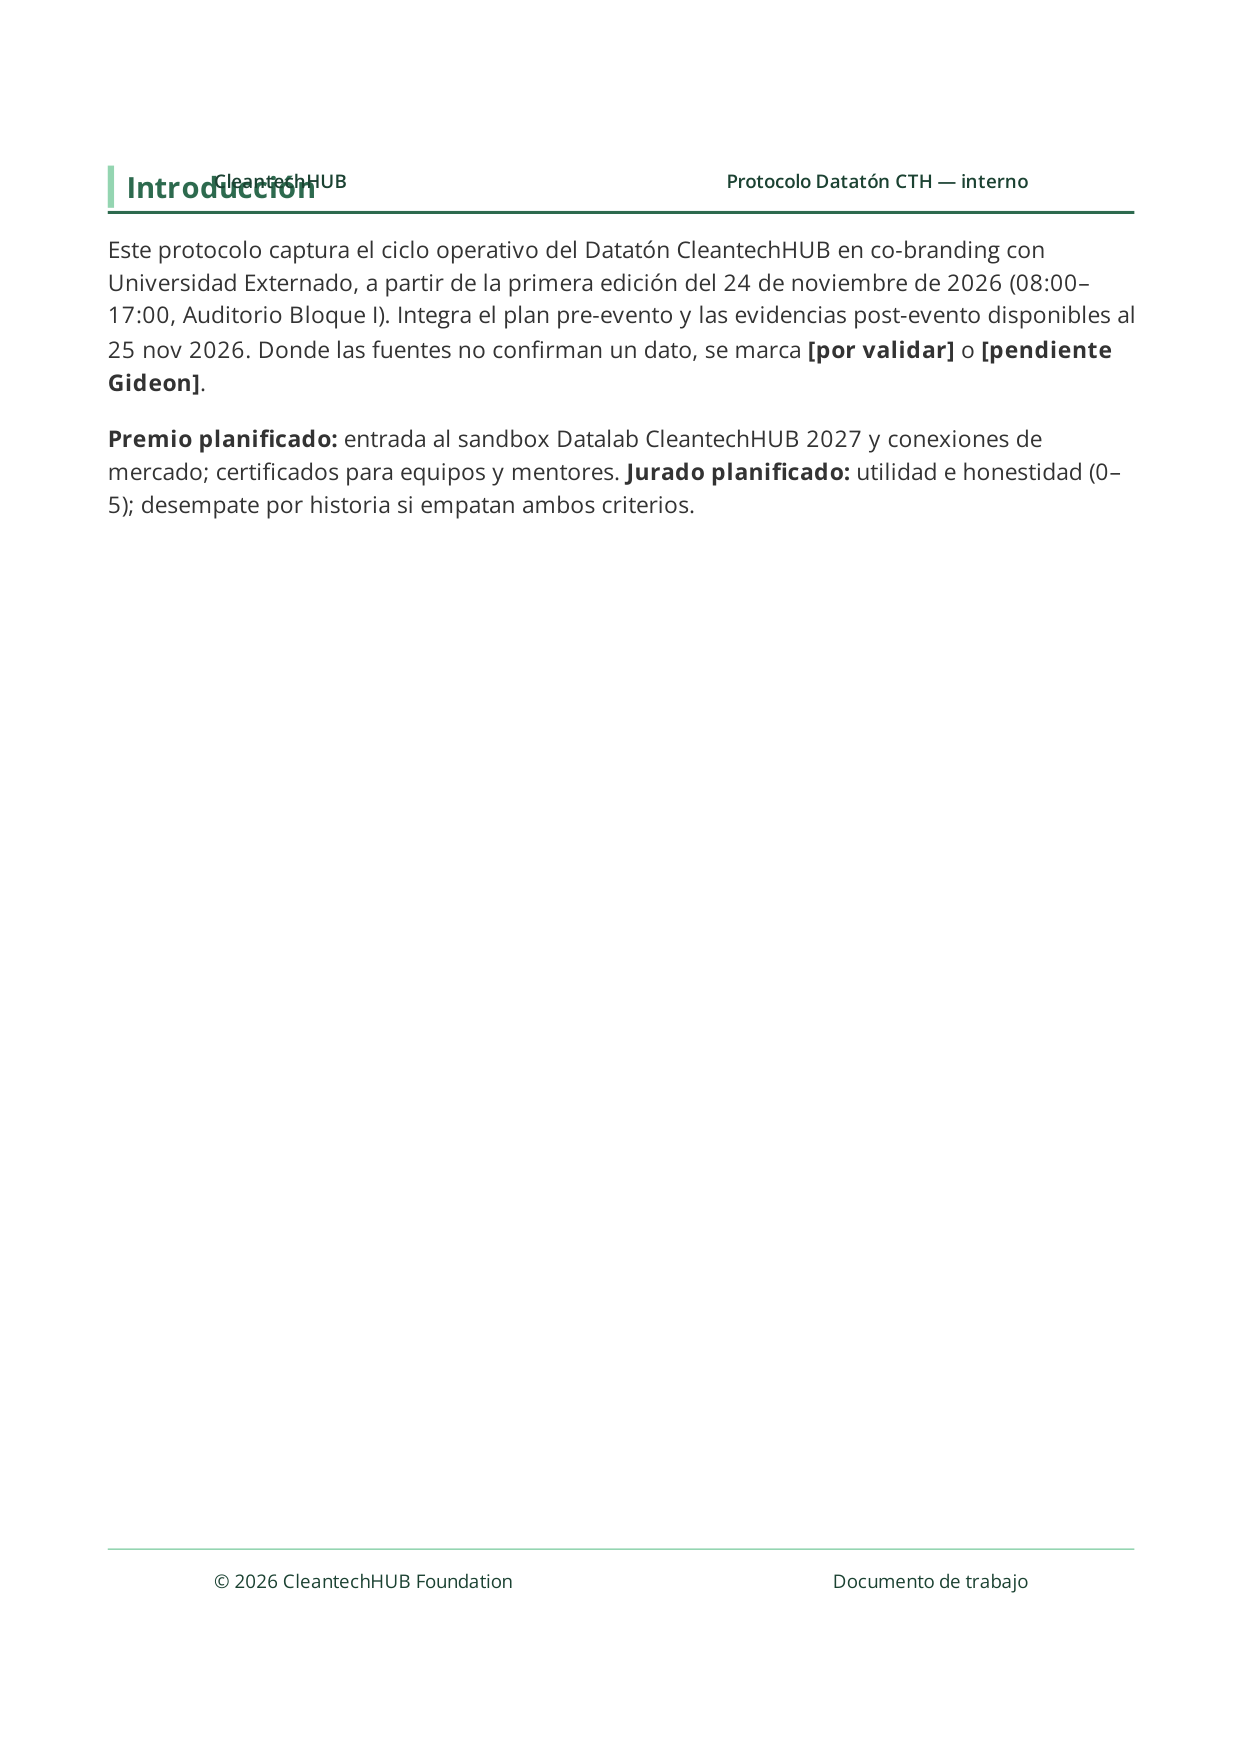 CleantechHUB
Protocolo Datatón CTH — interno
Introducción
Este protocolo captura el ciclo operativo del Datatón CleantechHUB en co-branding con
Universidad Externado, a partir de la primera edición del 24 de noviembre de 2026 (08:00–
17:00, Auditorio Bloque I). Integra el plan pre-evento y las evidencias post-evento disponibles al
25 nov 2026. Donde las fuentes no confirman un dato, se marca [por validar] o [pendiente
Gideon].
Premio planificado: entrada al sandbox Datalab CleantechHUB 2027 y conexiones de
mercado; certificados para equipos y mentores. Jurado planificado: utilidad e honestidad (0–
5); desempate por historia si empatan ambos criterios.
© 2026 CleantechHUB Foundation
Documento de trabajo